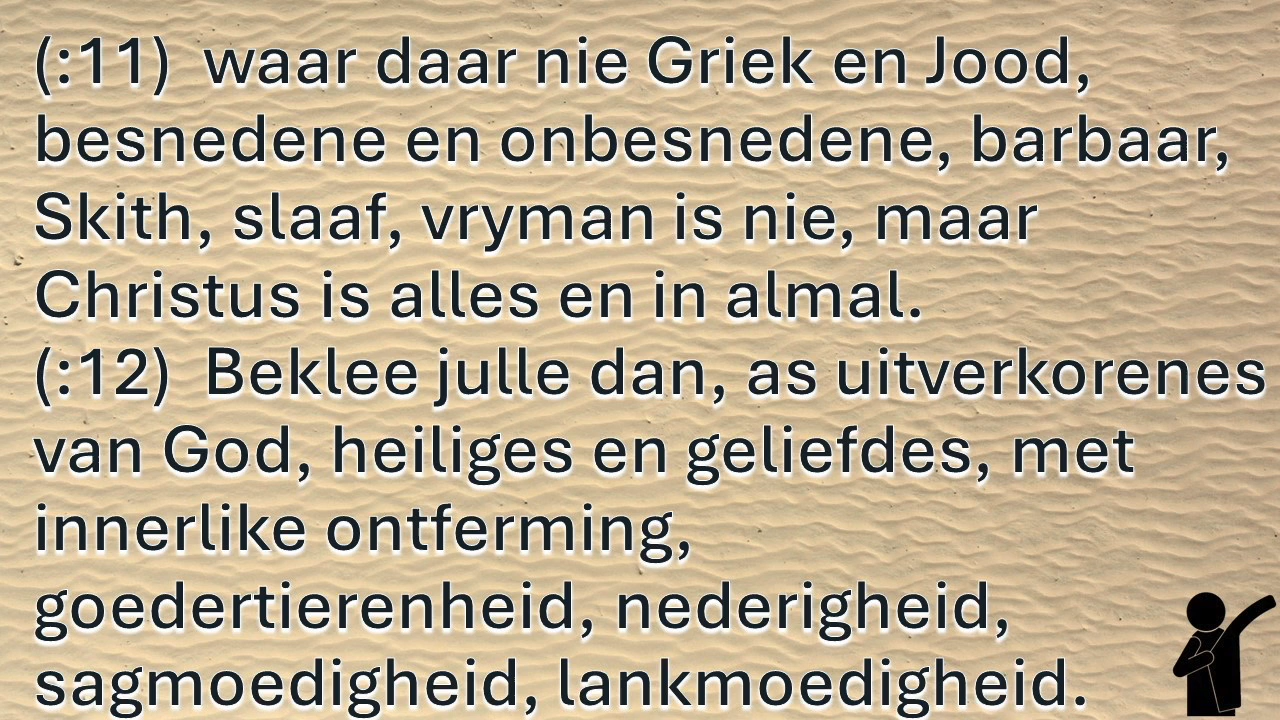 (:11)  waar daar nie Griek en Jood,
besnedene en onbesnedene, barbaar,
Skith, slaaf, vryman is nie, maar
Christus is alles en in almal.
(:12)  Beklee julle dan, as uitverkorenes
van God, heiliges en geliefdes, met
innerlike ontferming,
goedertierenheid, nederigheid,
sagmoedigheid, lankmoedigheid.